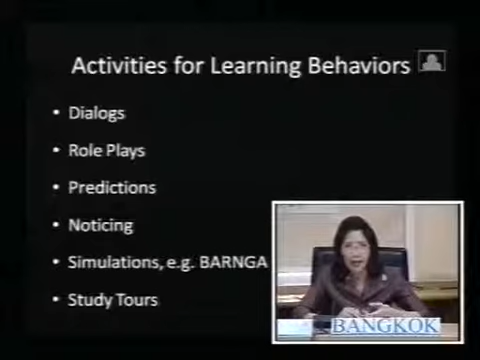 Activities for Learning Behaviors
• Dialogs
• Role Plays
• Predictions
• Noticing
• Simulations, e.g. BARNGA
• Study Tours
BANGKOK